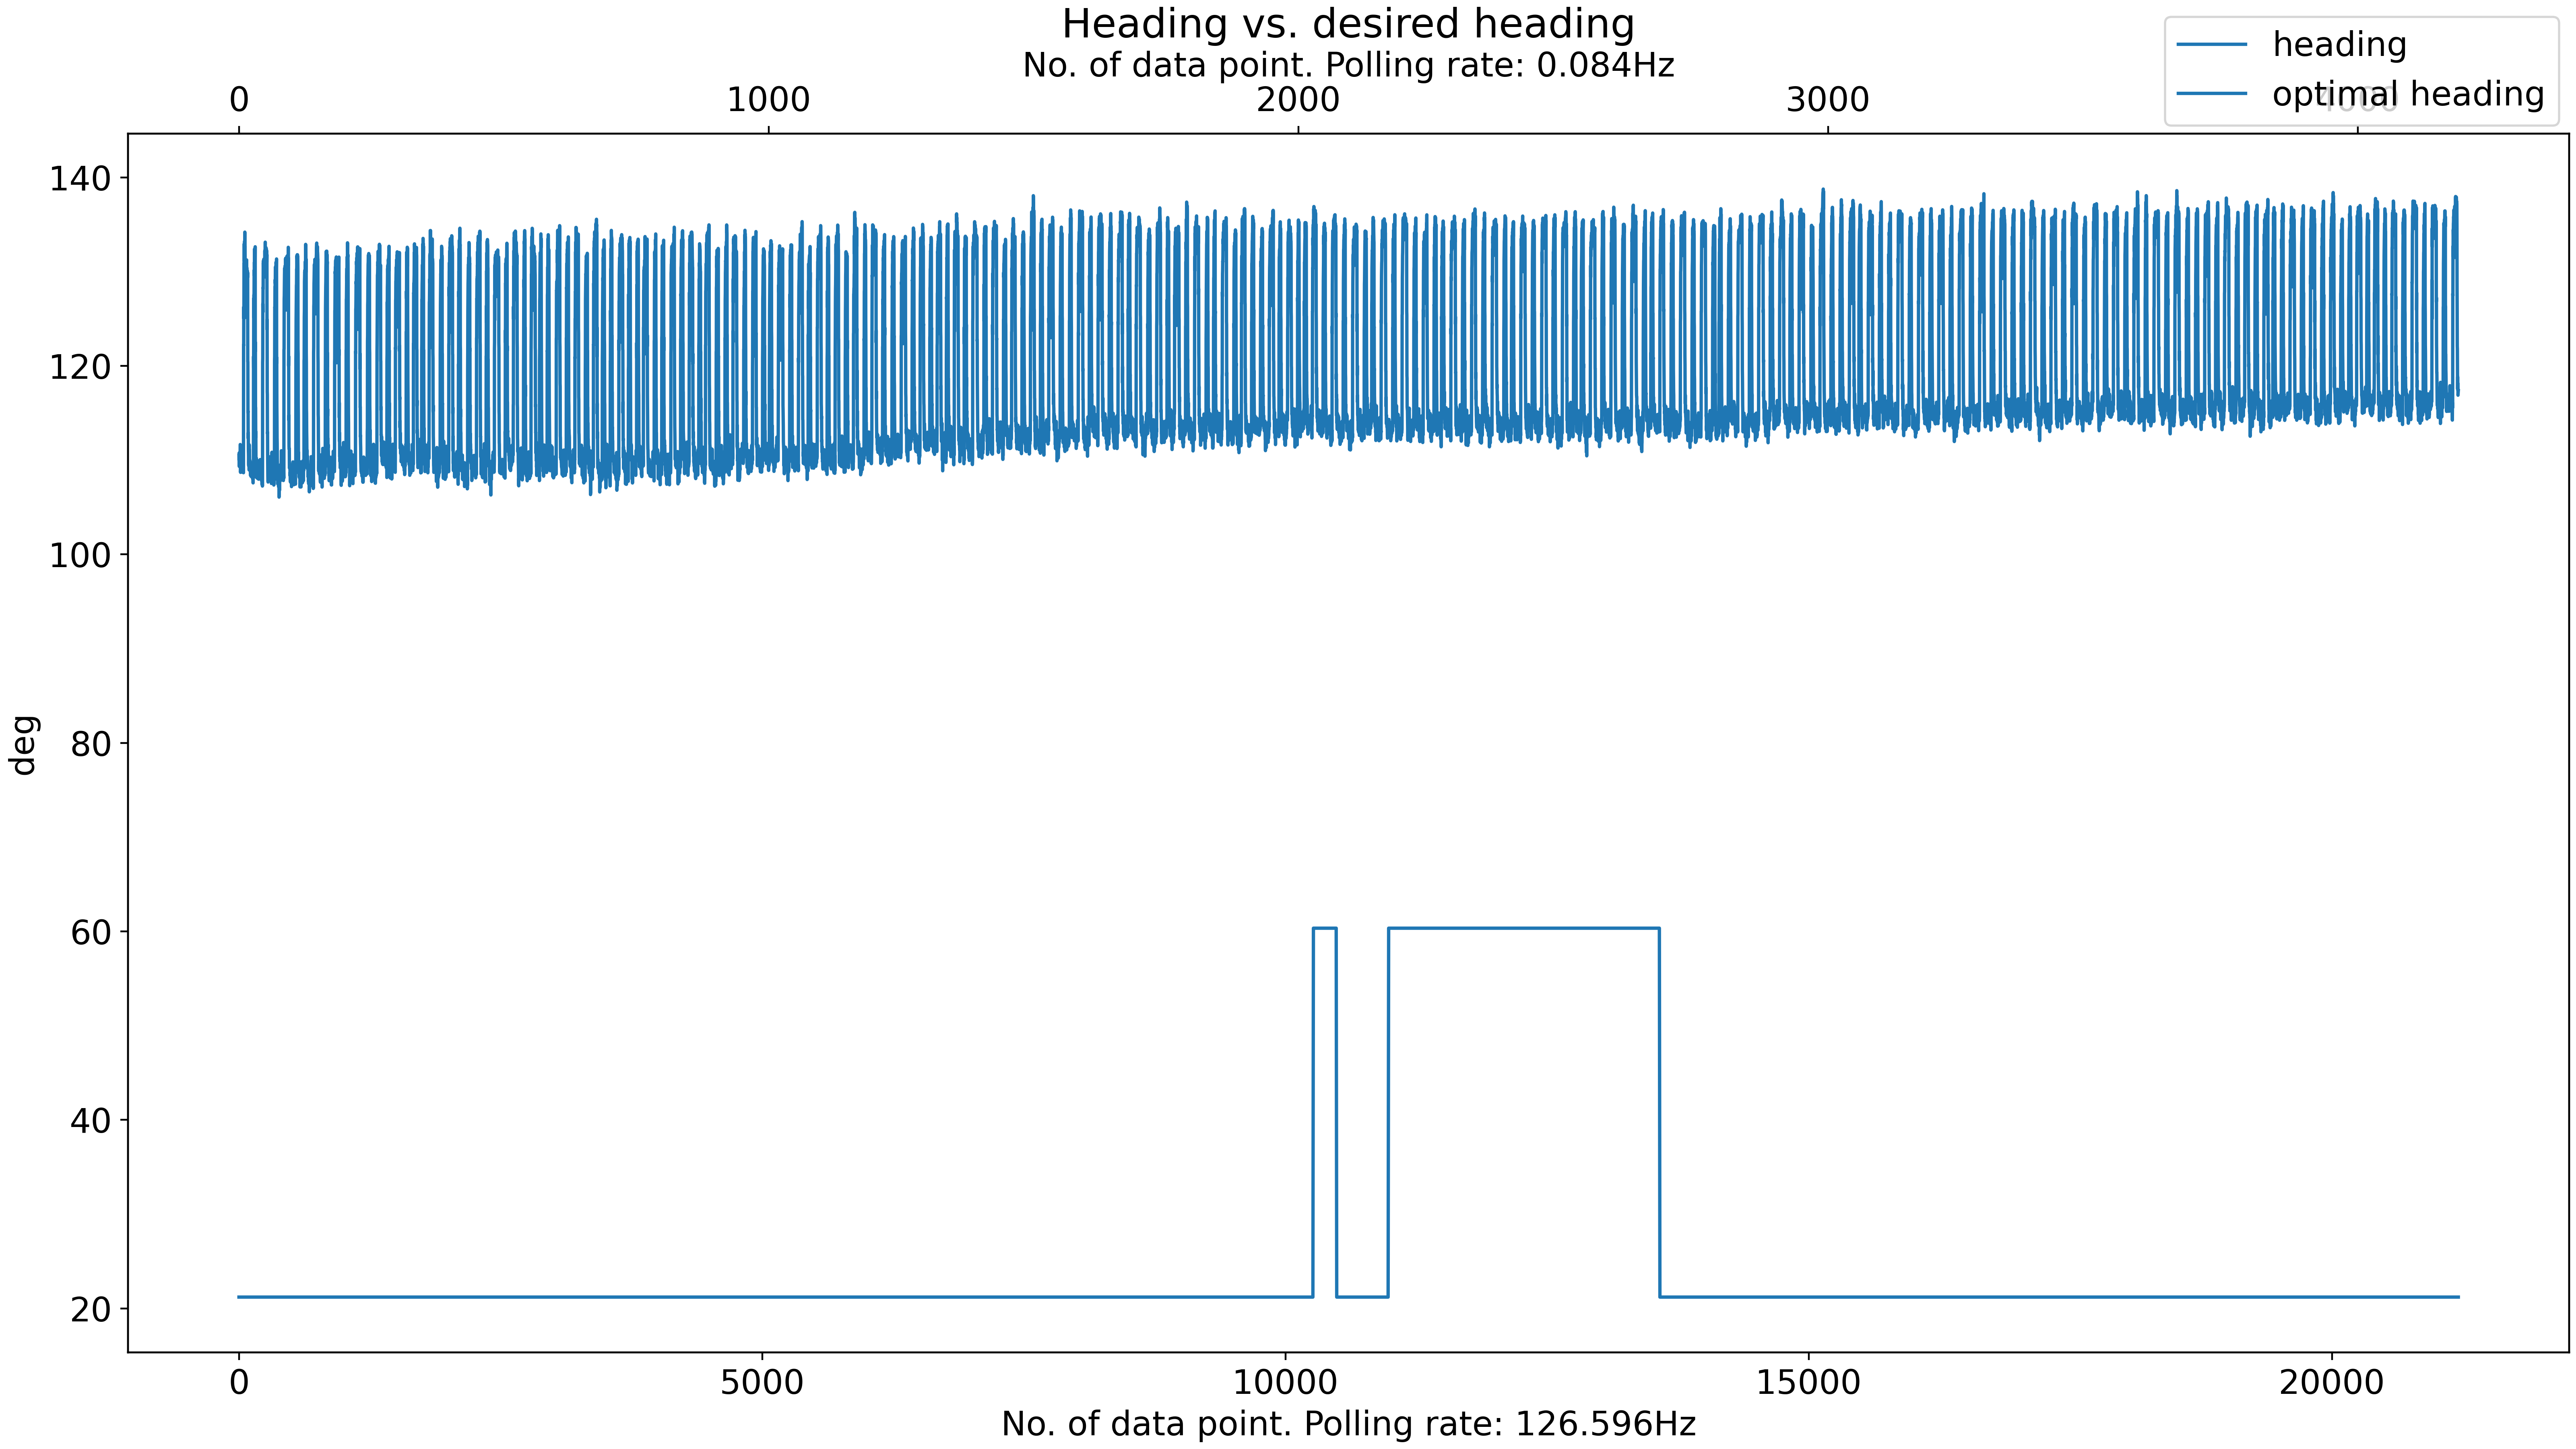 Heading vs. desired heading
No. of data point. Polling rate: 0.084Hz
heading
optimal heading
0 1000 2000 3000 4000
140
120
100
80
60
40
20
deg
0 5000 10000 15000 20000
No. of data point. Polling rate: 126.596Hz